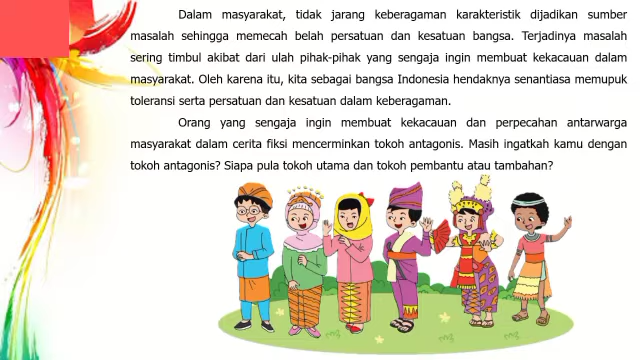 Dalam masyarakat, tidak jarang keberagaman karakteristik dijadikan sumber
masalah sehingga memecah belah persatuan dan kesatuan bangsa. Terjadinya masalah
sering timbul akibat dari ulah pihak-pihak yang sengaja ingin membuat kekacauan dalam
masyarakat. Oleh karena itu, kita sebagai bangsa Indonesia hendaknya senantiasa memupuk
toleransi serta persatuan dan kesatuan dalam keberagaman.
Orang yang sengaja ingin membuat kekacauan dan perpecahan antarwarga
masyarakat dalam cerita fiksi mencerminkan tokoh antagonis. Masih ingatkah kamu dengan
tokoh antagonis? Siapa pula tokoh utama dan tokoh pembantu atau tambahan?